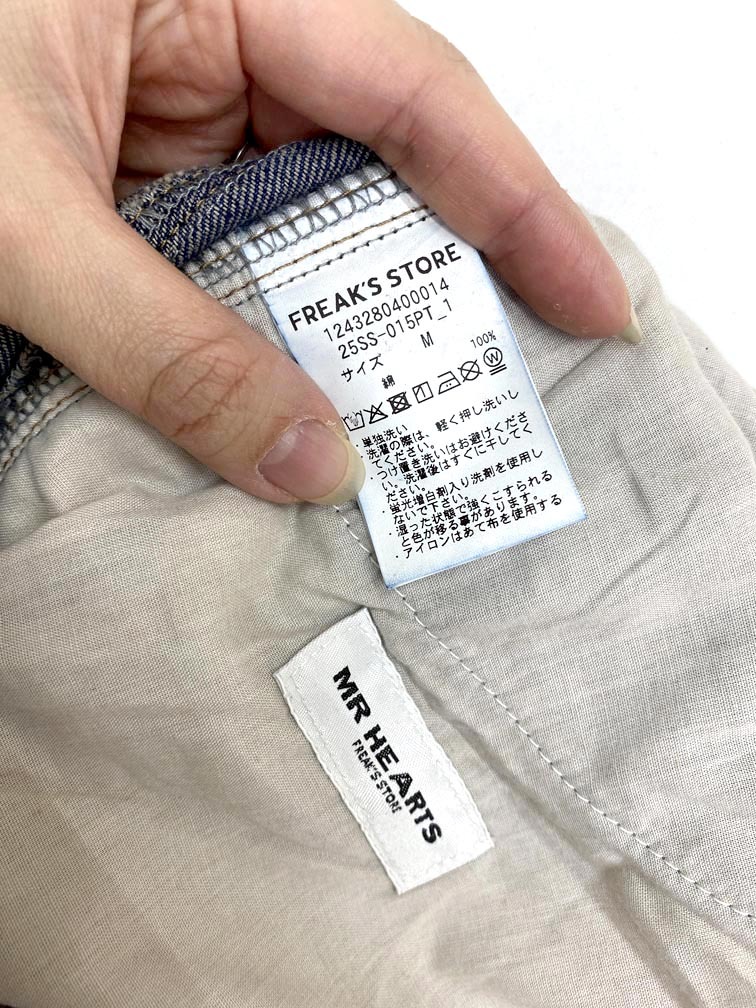 FREAK'S STORE
1243280400014
25SS-015PT_1
サイズ M
綿 100%
・単独洗い
洗濯の際は、軽く押し洗いし
てください。
・つけ置き洗いはお避けくださ
い。洗濯後はすぐに干してく
ださい。
・蛍光増白剤入り洗剤を使用し
ないで下さい。
・湿った状態で強くこすられる
と色が移る事があります。
・アイロンはあて布を使用する
MR HEARTS
FREAK'S STORE